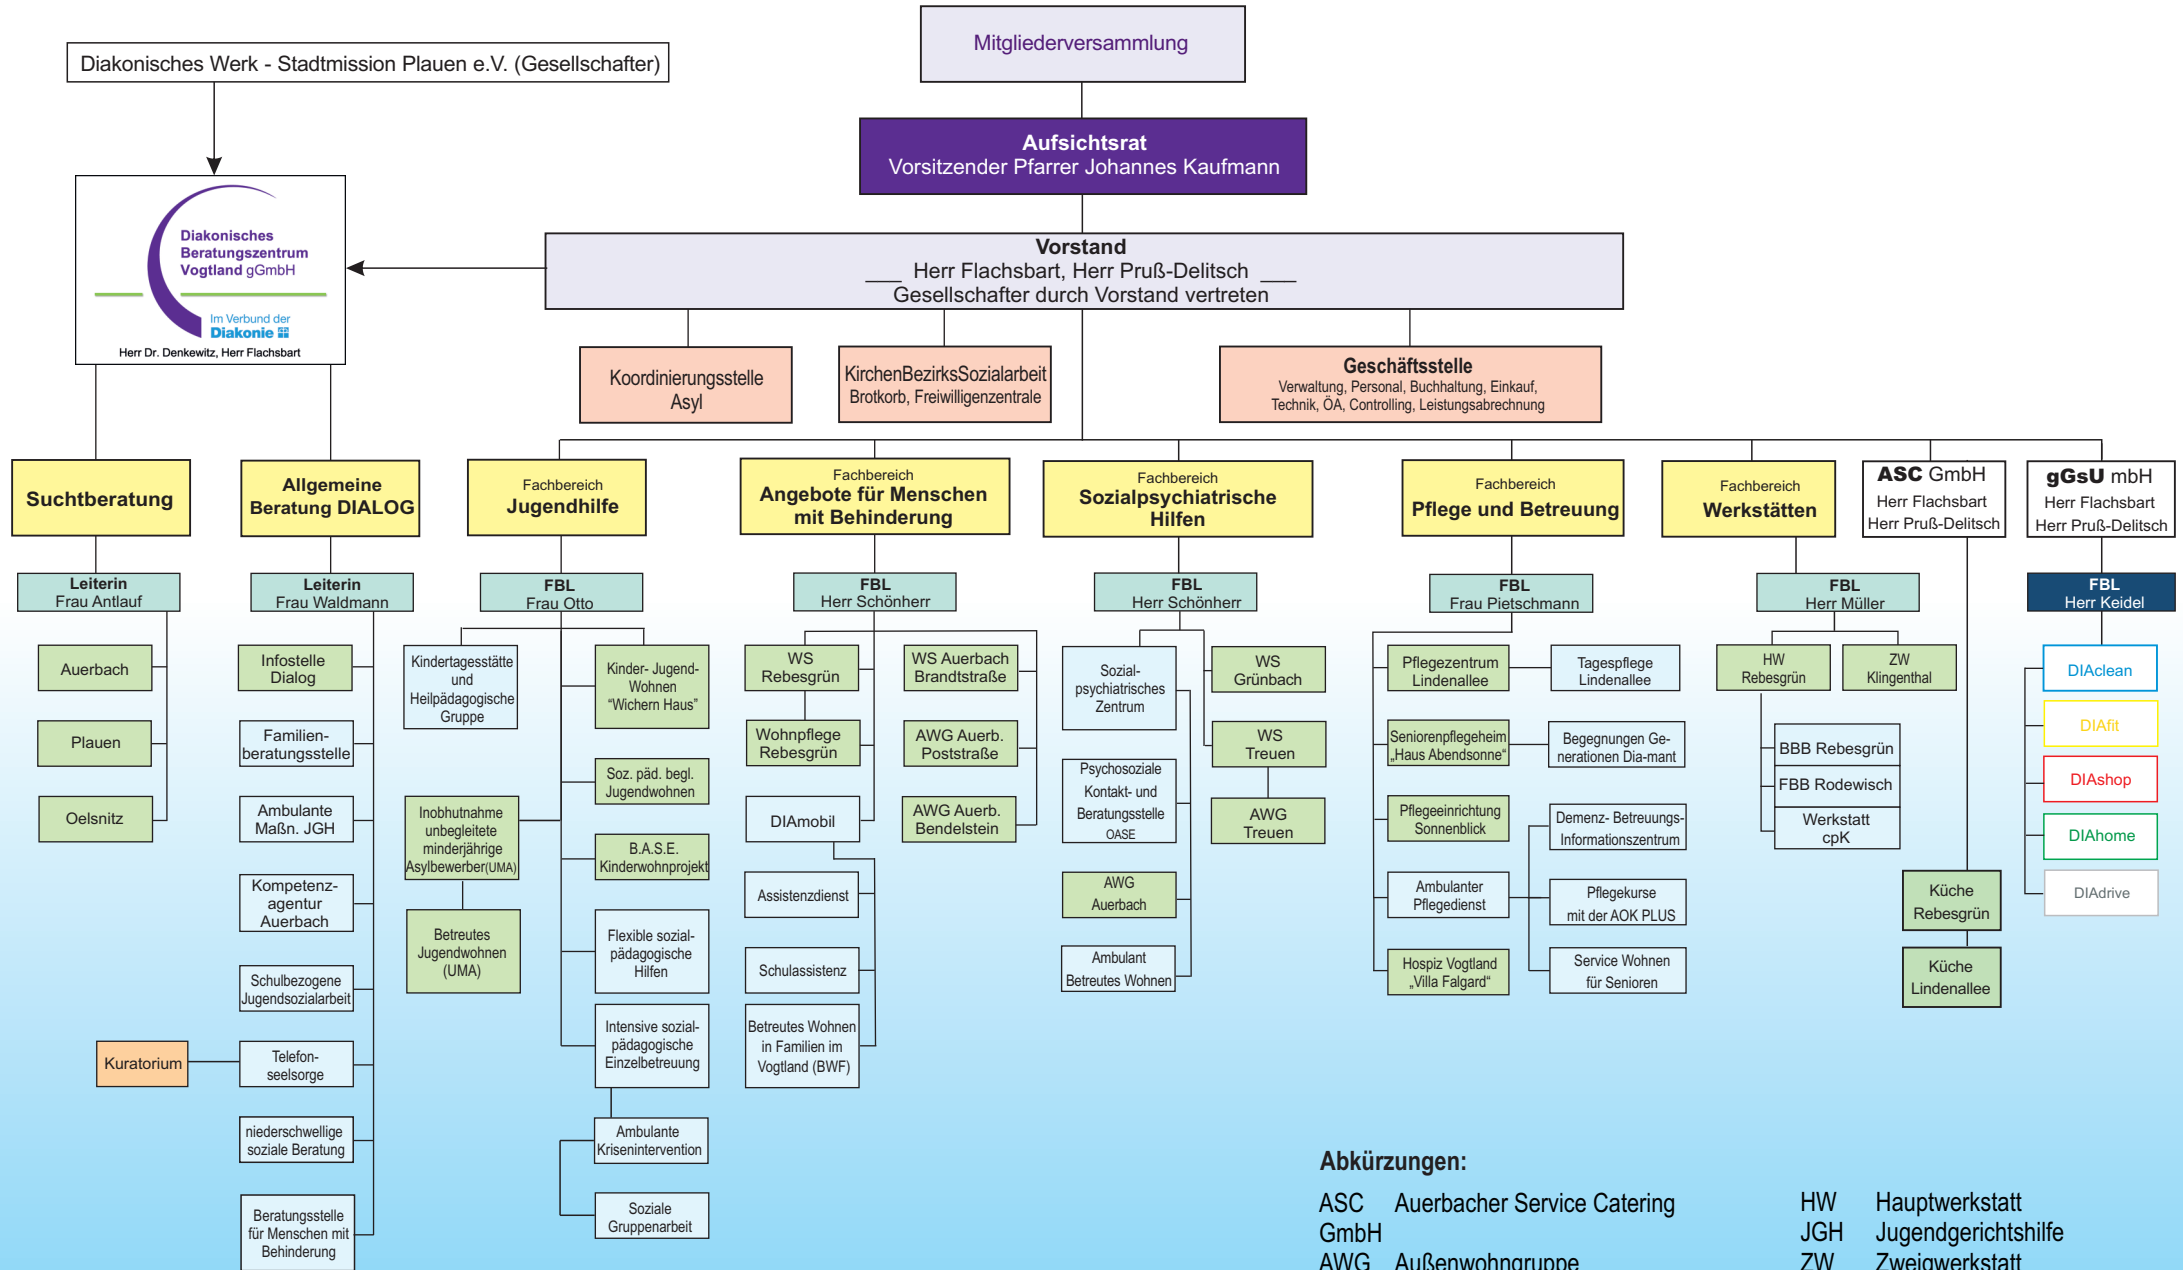 Mitgliederversammlung
Diakonisches Werk - Stadtmission Plauen e.V. (Gesellschafter)
Aufsichtsrat
Vorsitzender Pfarrer Johannes Kaufmann
Diakonisches
Beratungszentrum
Vogtland gGmbH
Im Verbund der
Diakonie
Herr Dr. Denkewitz, Herr Flachsbart
Vorstand
___ Herr Flachsbart, Herr Pruß-Delitsch ___
Gesellschafter durch Vorstand vertreten
Koordinierungsstelle
Asyl
KirchenBezirksSozialarbeit
Brotkorb, Freiwilligenzentrale
Geschäftsstelle
Verwaltung, Personal, Buchhaltung, Einkauf,
Technik, ÖA, Controlling, Leistungsabrechnung
Suchtberatung
Allgemeine
Beratung DIALOG
Fachbereich
Jugendhilfe
Fachbereich
Angebote für Menschen
mit Behinderung
Fachbereich
Sozialpsychiatrische
Hilfen
Fachbereich
Pflege und Betreuung
Fachbereich
Werkstätten
ASC GmbH
Herr Flachsbart
Herr Pruß-Delitsch
gGsU mbH
Herr Flachsbart
Herr Pruß-Delitsch
Leiterin
Frau Antlauf
Leiterin
Frau Waldmann
FBL
Frau Otto
FBL
Herr Schönherr
FBL
Herr Schönherr
FBL
Frau Pietschmann
FBL
Herr Müller
FBL
Herr Keidel
Auerbach
Plauen
Oelsnitz
Infostelle
Dialog
Familien-
beratungsstelle
Ambulante
Maßn. JGH
Kompetenz-
agentur
Auerbach
Schulbezogene
Jugendsozialarbeit
Kuratorium
Telefon-
seelsorge
niederschwellige
soziale Beratung
Beratungsstelle
für Menschen mit
Behinderung
Kindertagesstätte
und
Heilpädagogische
Gruppe
Inobhutnahme
unbegleitete
minderjährige
Asylbewerber(UMA)
Betreutes
Jugendwohnen
(UMA)
Kinder- Jugend-
Wohnen
“Wichern Haus”
Soz. päd. begl.
Jugendwohnen
B.A.S.E.
Kinderwohnprojekt
Flexible sozial-
pädagogische
Hilfen
Intensive sozial-
pädagogische
Einzelbetreuung
Ambulante
Krisenintervention
Soziale
Gruppenarbeit
WS
Rebesgrün
Wohnpflege
Rebesgrün
DIAmobil
Assistenzdienst
Schulassistenz
Betreutes Wohnen
in Familien im
Vogtland (BWF)
WS Auerbach
Brandtstraße
AWG Auerb.
Poststraße
AWG Auerb.
Bendelstein
Sozial-
psychiatrisches
Zentrum
Psychosoziale
Kontakt- und
Beratungsstelle
OASE
AWG
Auerbach
Ambulant
Betreutes Wohnen
WS
Grünbach
WS
Treuen
AWG
Treuen
Pflegezentrum
Lindenallee
Seniorenpflegeheim
„Haus Abendsonne“
Pflegeeinrichtung
Sonnenblick
Ambulanter
Pflegedienst
Hospiz Vogtland
„Villa Falgard“
Tagespflege
Lindenallee
Begegnungen Ge-
nerationen Dia-mant
Demenz- Betreuungs-
Informationszentrum
Pflegekurse
mit der AOK PLUS
Service Wohnen
für Senioren
HW
Rebesgrün
ZW
Klingenthal
BBB Rebesgrün
FBB Rodewisch
Werkstatt
cpK
Küche
Rebesgrün
Küche
Lindenallee
DIAclean
DIAfit
DIAshop
DIAhome
DIAdrive
Abkürzungen:
ASC Auerbacher Service Catering
GmbH
AWG Außenwohngruppe
HW Hauptwerkstatt
JGH Jugendgerichtshilfe
ZW Zweigwerkstatt